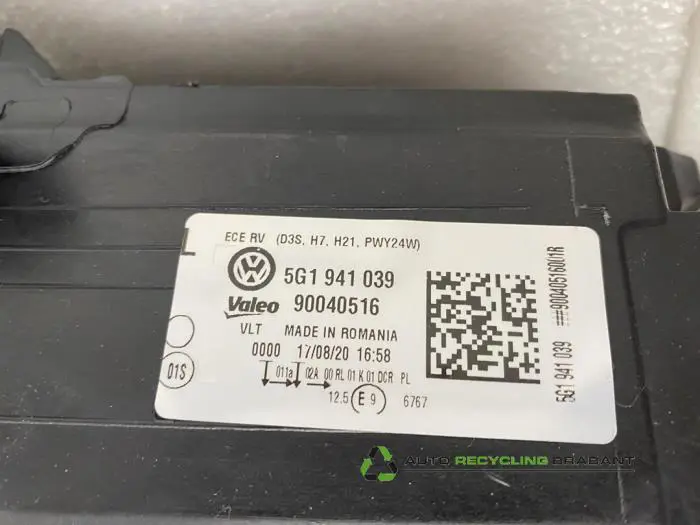 L
ECE RV (D3S, H7, H21, PWY24W)
5G1 941 039
Valeo 90040516
VLT MADE IN ROMANIA
0000 17/08/20 16:58
01S
011a 02A 00 RL 01 K 01 DCR PL
12.5 E 9 6767
5G1 941 039 ###90040516001R
AUTO RECYCLING BRABANT